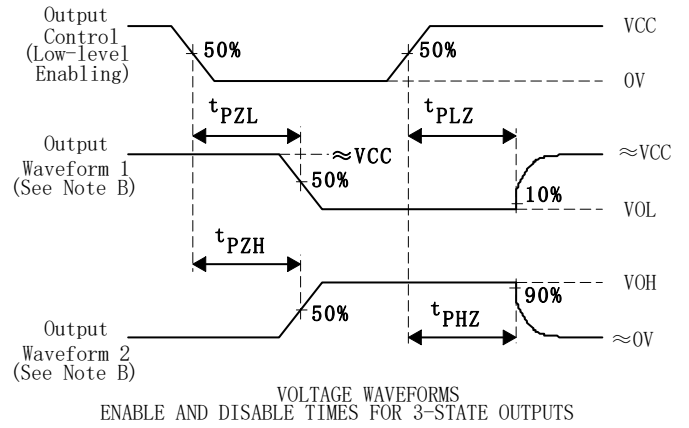 Output
Control
(Low-level
Enabling)
50%
50%
VCC
0V
tPZL
tPLZ
Output
Waveform 1
(See Note B)
≈VCC
50%
10%
≈VCC
VOL
tPZH
VOH
50%
90%
tPHZ
Output
Waveform 2
(See Note B)
≈0V
VOLTAGE WAVEFORMS
ENABLE AND DISABLE TIMES FOR 3-STATE OUTPUTS